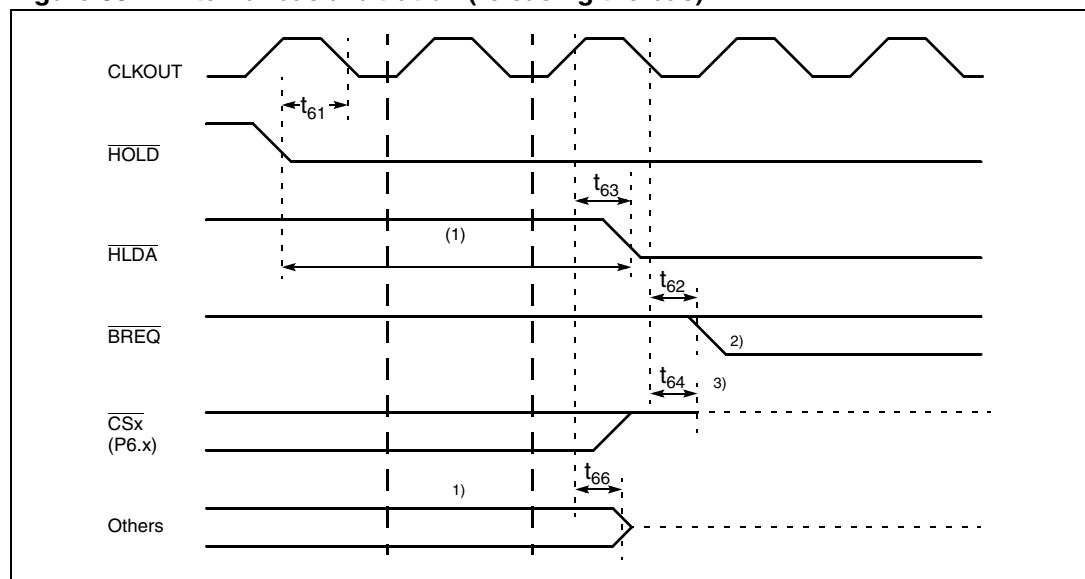 CLKOUT
t61
HOLD
t63
(1)
HLDA
t62
BREQ
2)
t64
3)
CSx
(P6.x)
t66
1)
Others